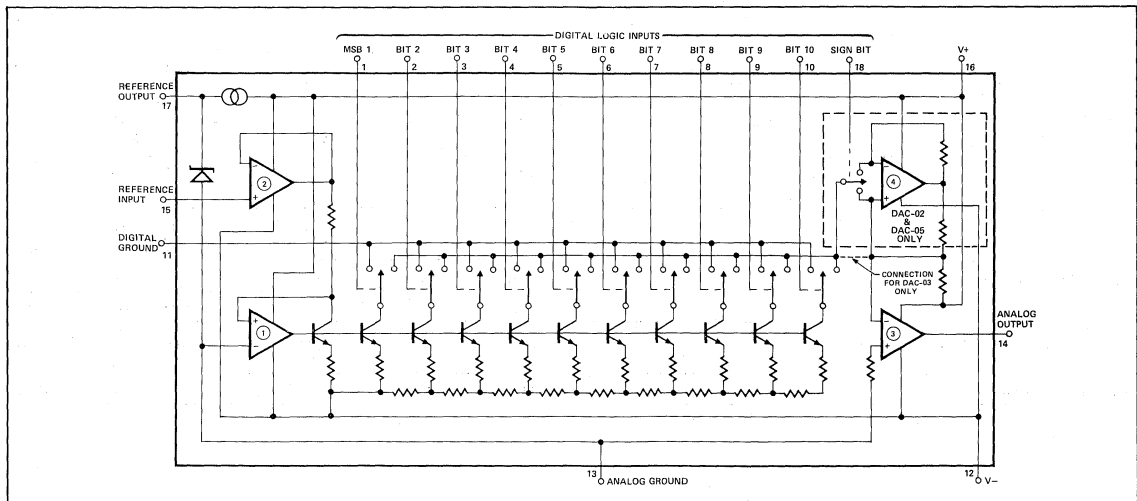 DIGITAL LOGIC INPUTS
MSB 1 BIT 2 BIT 3 BIT 4 BIT 5 BIT 6 BIT 7 BIT 8 BIT 9 BIT 10 SIGN BIT V+
1 2 3 4 5 6 7 8 9 10 18 16
REFERENCE
OUTPUT
17
2
4
REFERENCE
INPUT
15
DAC-02
&
DAC-05
ONLY
DIGITAL
GROUND
11
CONNECTION
FOR DAC-03
ONLY
1
3
ANALOG
OUTPUT
14
13
ANALOG GROUND
12
V−